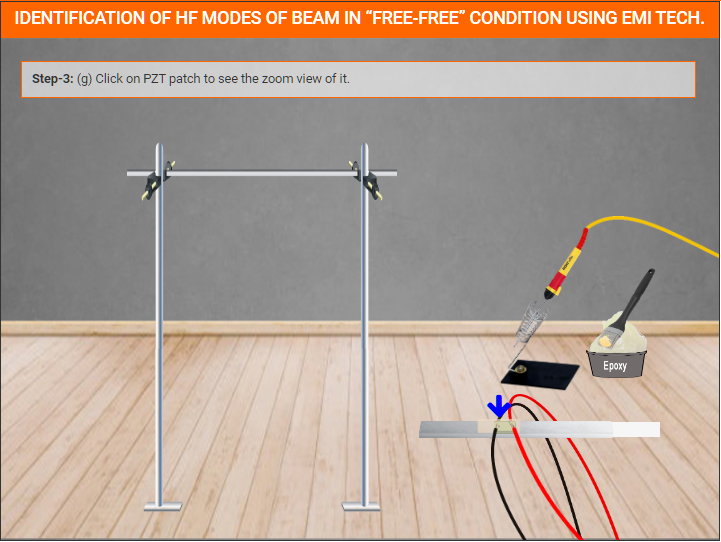 IDENTIFICATION OF HF MODES OF BEAM IN “FREE-FREE” CONDITION USING EMI TECH.
Step-3: (g) Click on PZT patch to see the zoom view of it.
Epoxy